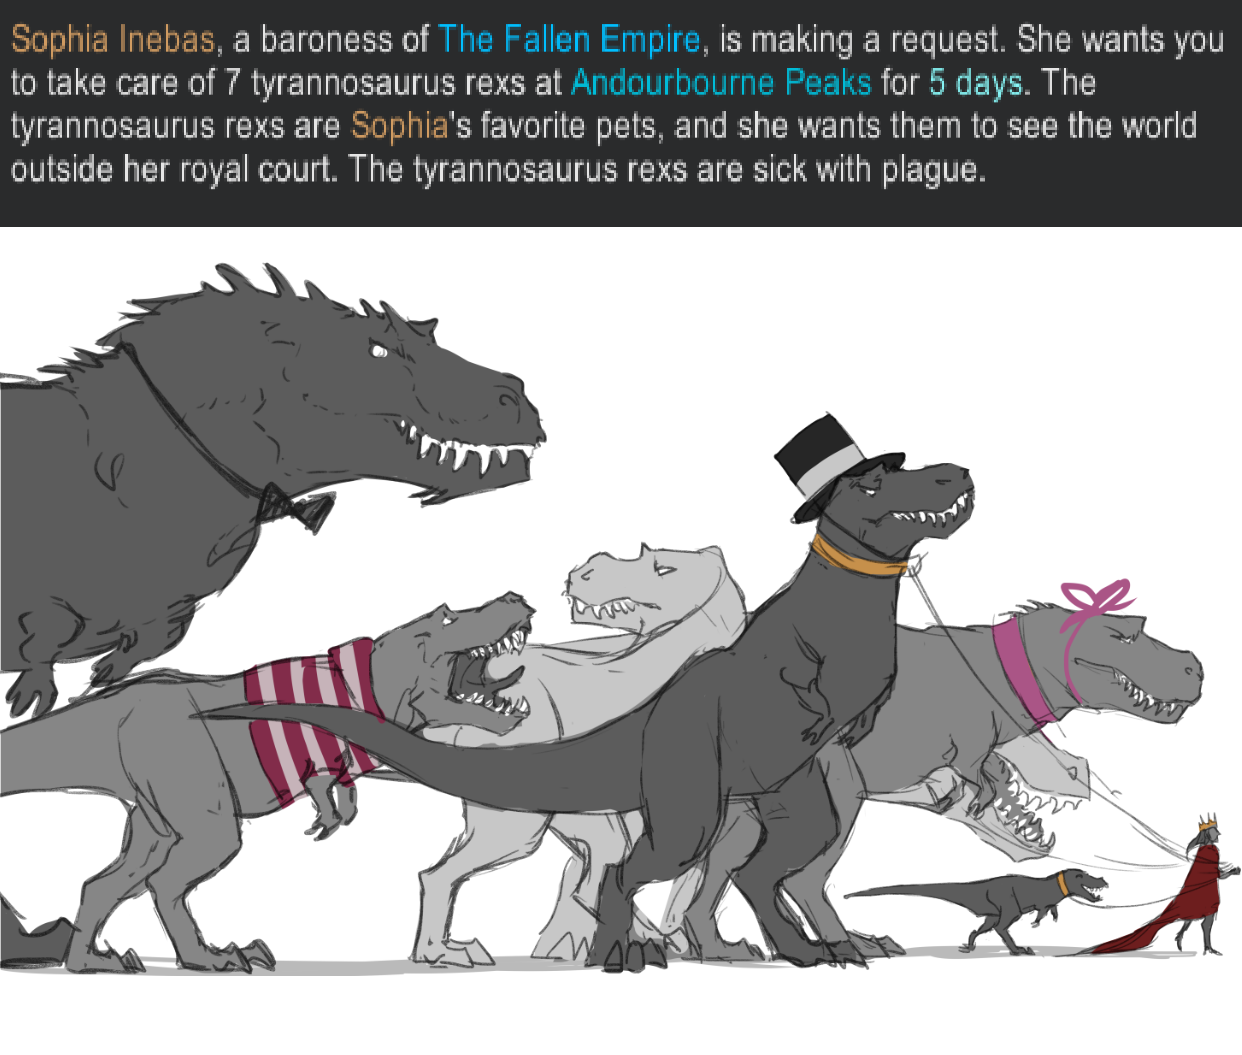 Sophia Inebas, a baroness of The Fallen Empire, is making a request. She wants you
to take care of 7 tyrannosaurus rexs at Andourbourne Peaks for 5 days. The
tyrannosaurus rexs are Sophia's favorite pets, and she wants them to see the world
outside her royal court. The tyrannosaurus rexs are sick with plague.